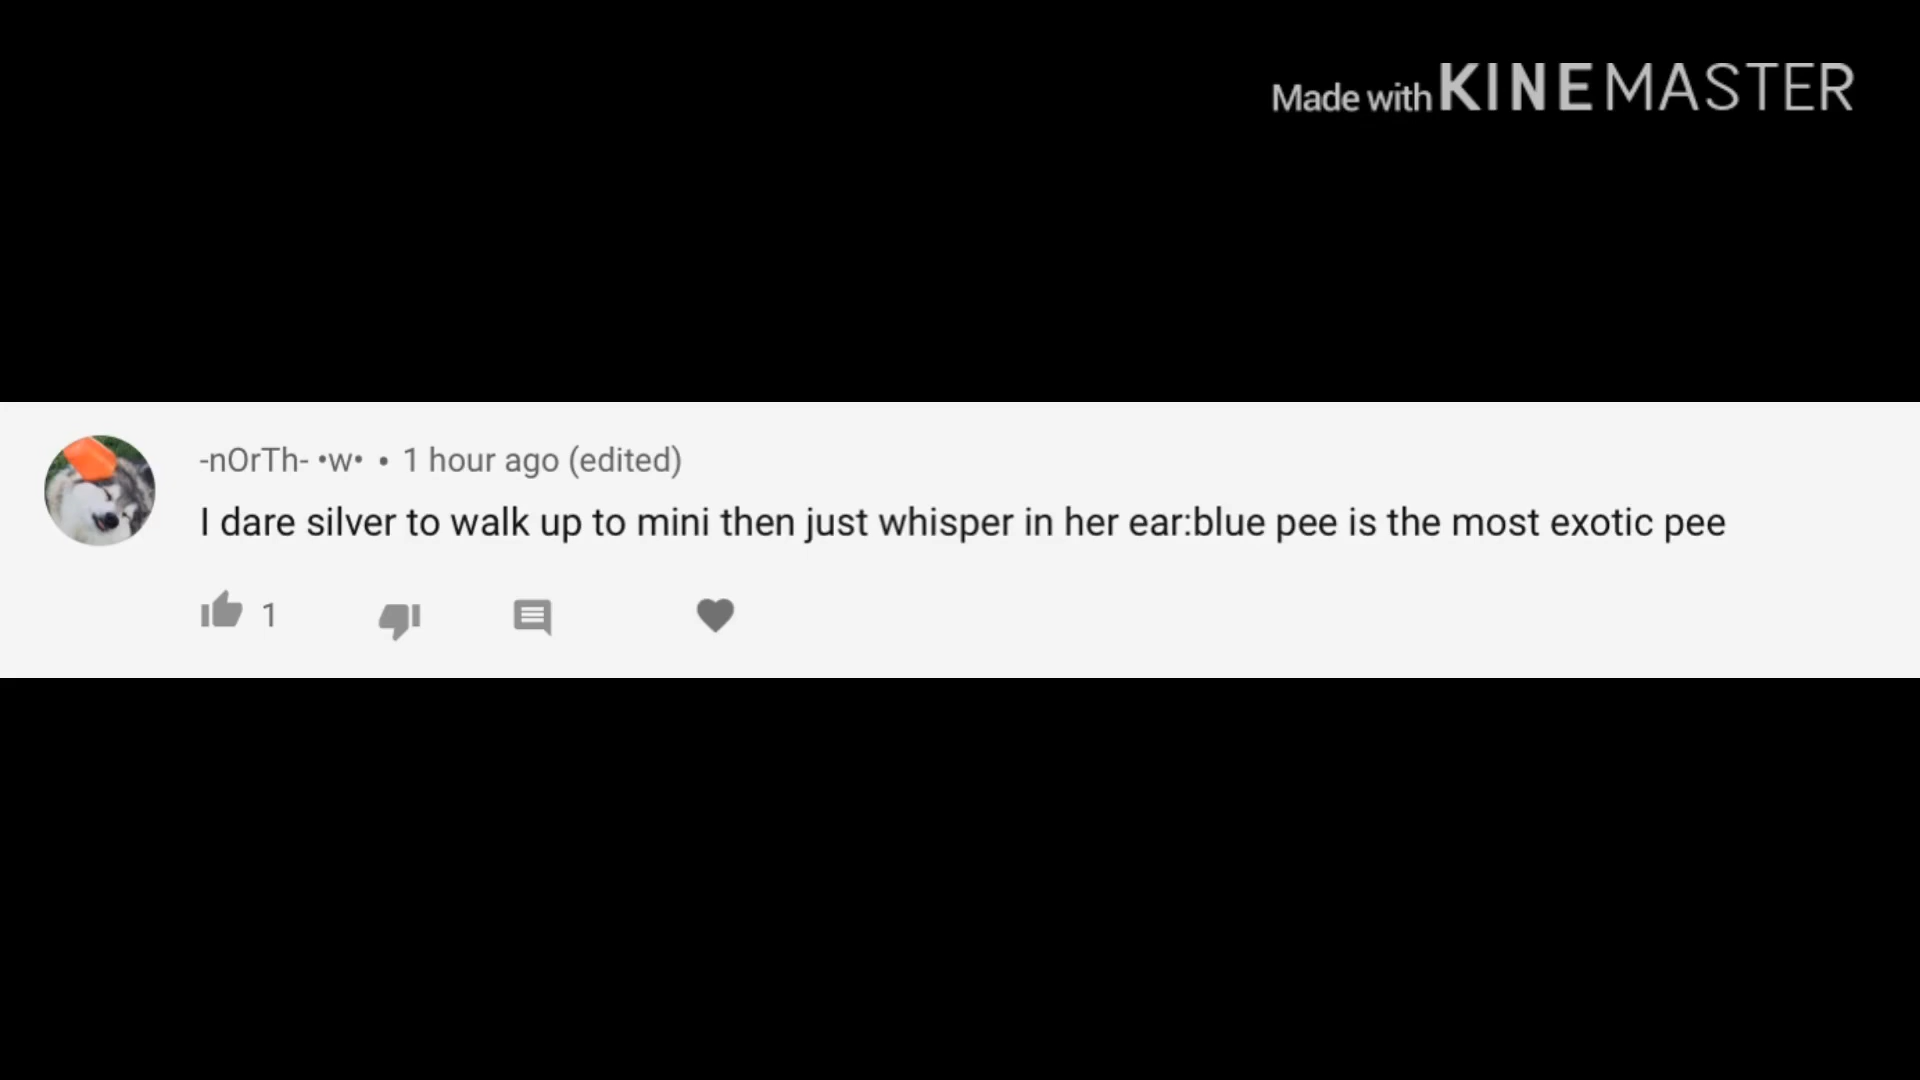 Made with KINEMASTER
-nOrTh- •w• • 1 hour ago (edited)
I dare silver to walk up to mini then just whisper in her ear:blue pee is the most exotic pee
1